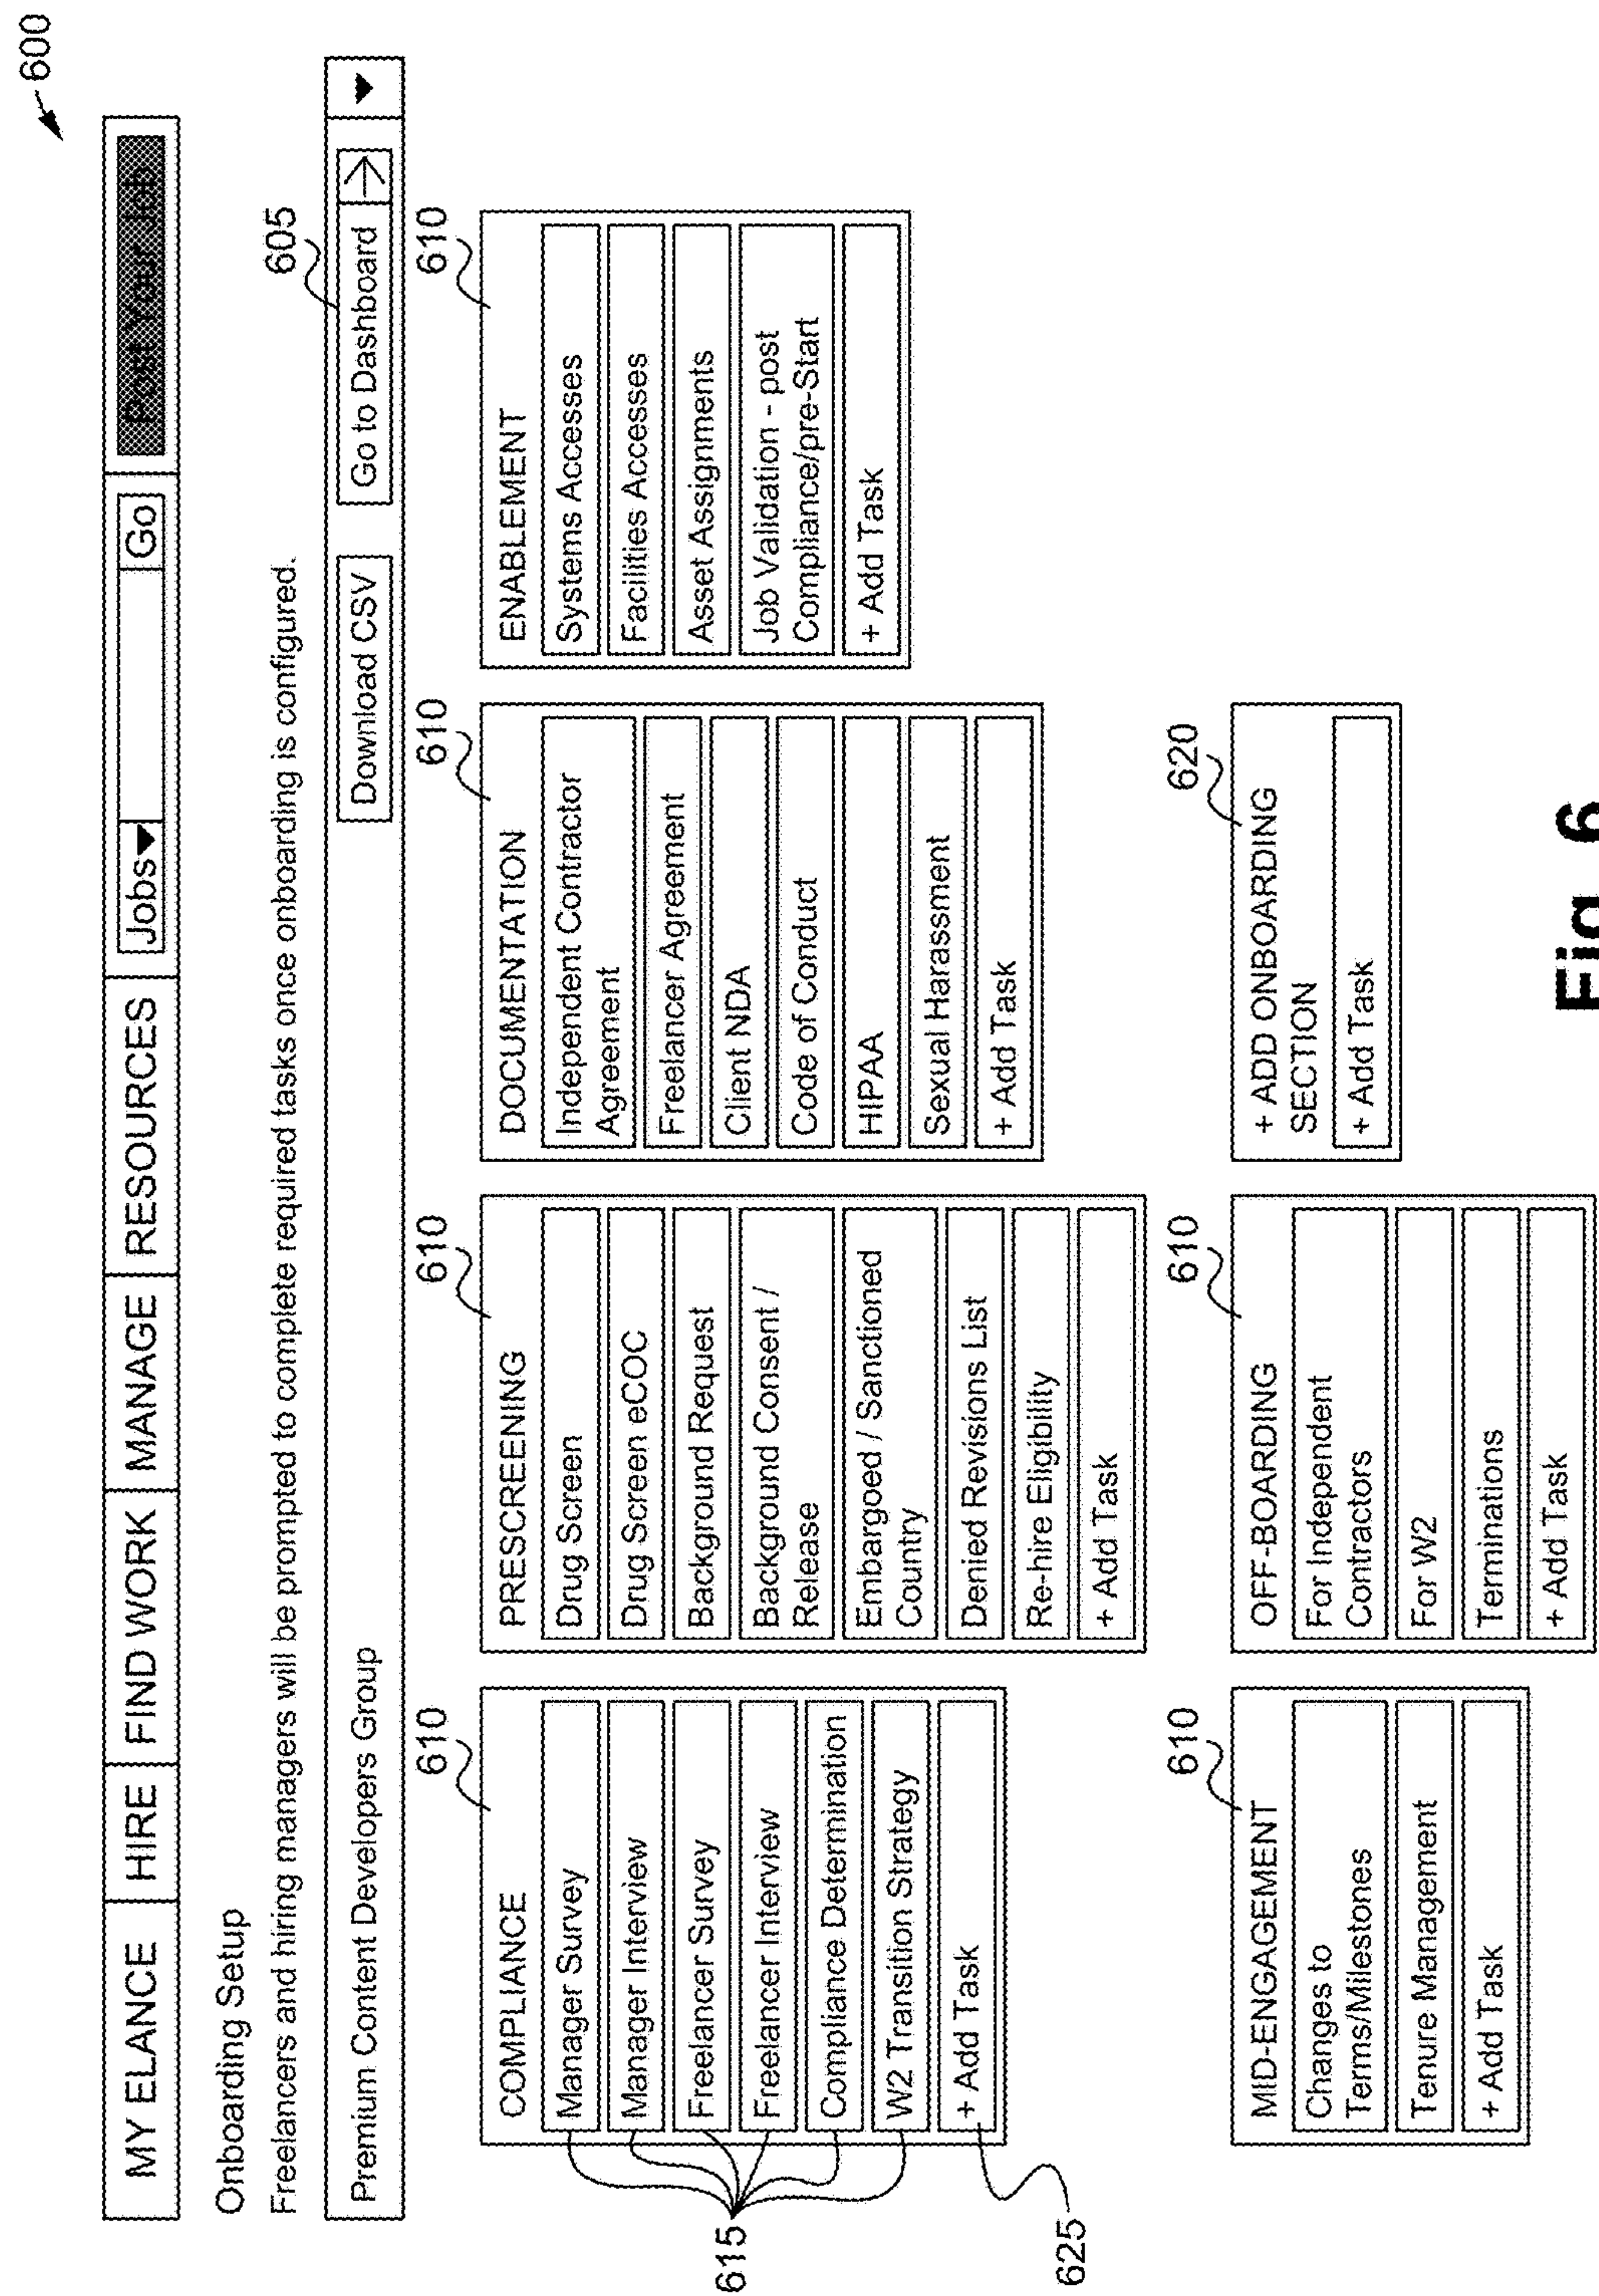 600
MY ELANCE HIRE FIND WORK MANAGE RESOURCES Jobs Go Post Your Job
Onboarding Setup
Freelancers and hiring managers will be prompted to complete required tasks once onboarding is configured.
605
Premium Content Developers Group Download CSV Go to Dashboard
610
COMPLIANCE
Manager Survey
Manager Interview
Freelancer Survey
Freelancer Interview
Compliance Determination
W2 Transition Strategy
+ Add Task
615
625
610
PRESCREENING
Drug Screen
Drug Screen eCOC
Background Request
Background Consent /
Release
Embargoed / Sanctioned
Country
Denied Revisions List
Re-hire Eligibility
+ Add Task
610
DOCUMENTATION
Independent Contractor
Agreement
Freelancer Agreement
Client NDA
Code of Conduct
HIPAA
Sexual Harassment
+ Add Task
610
ENABLEMENT
Systems Accesses
Facilities Accesses
Asset Assignments
Job Validation - post
Compliance/pre-Start
+ Add Task
610
MID-ENGAGEMENT
Changes to
Terms/Milestones
Tenure Management
+ Add Task
610
OFF-BOARDING
For Independent
Contractors
For W2
Terminations
+ Add Task
620
+ ADD ONBOARDING
SECTION
+ Add Task
Fig. 6